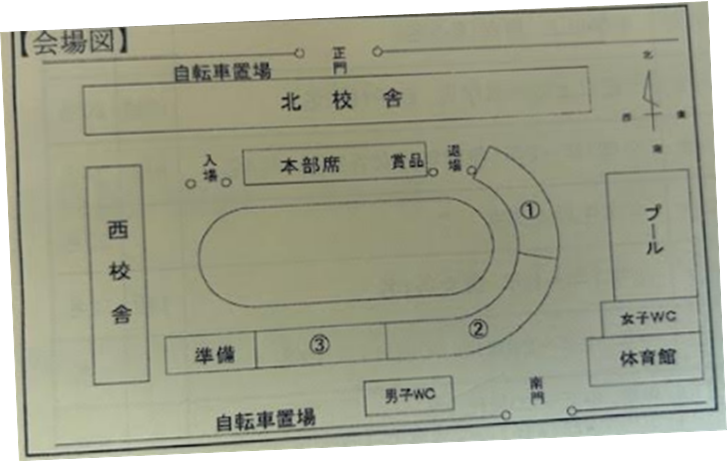 【会場図】
正門
自転車置場
北校舎
北
西
東
南
入場
本部席
賞品
退場
①
プール
西校舎
②
③
準備
女子WC
体育館
男子WC
南門
自転車置場